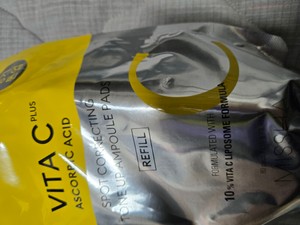 VITA C PLUS
ASCORBIC ACID
SPOT CORRECTING
TONE UP AMPOULE PADS
REFILL
FORMULATED WITH
10% VITA C LIPOSOME FORMULA